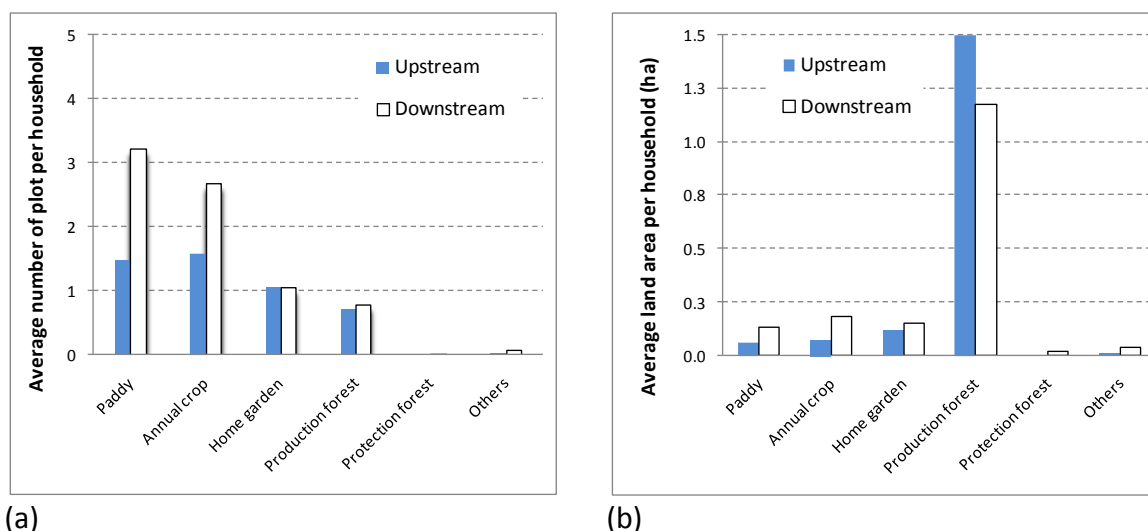 Average number of plot per household
5
4
3
2
1
0
Upstream
Downstream
Paddy
Annual crop
Home garden
Production forest
Protection forest
Others
(a)
Average land area per household (ha)
1.5
1.3
1.0
0.8
0.5
0.3
0.0
Upstream
Downstream
Paddy
Annual crop
Home garden
Production forest
Protection forest
Others
(b)